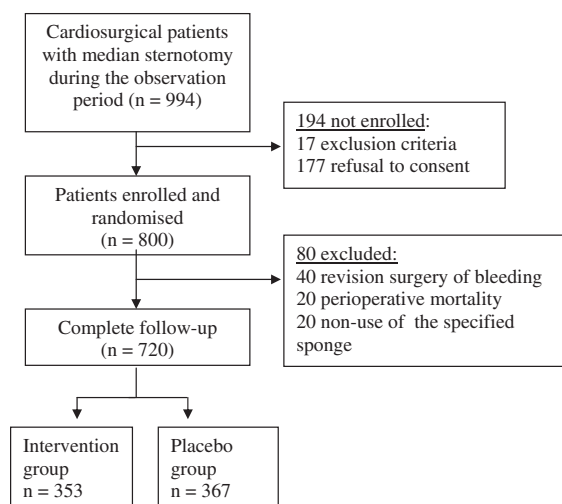 Cardiosurgical patients
with median sternotomy
during the observation
period (n = 994)
194 not enrolled:
17 exclusion criteria
177 refusal to consent
Patients enrolled and
randomised
(n = 800)
80 excluded:
40 revision surgery of bleeding
20 perioperative mortality
20 non-use of the specified
sponge
Complete follow-up
(n = 720)
Intervention
group
n = 353
Placebo
group
n = 367